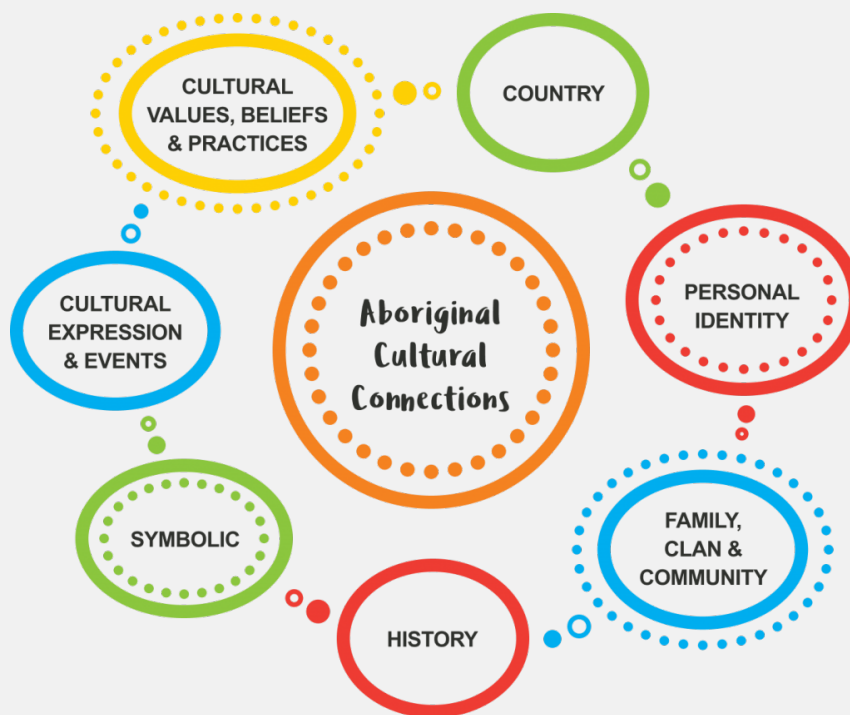 CULTURAL
VALUES, BELIEFS
& PRACTICES
COUNTRY
PERSONAL
IDENTITY
FAMILY,
CLAN &
COMMUNITY
HISTORY
SYMBOLIC
CULTURAL
EXPRESSION
& EVENTS
Aboriginal
Cultural
Connections